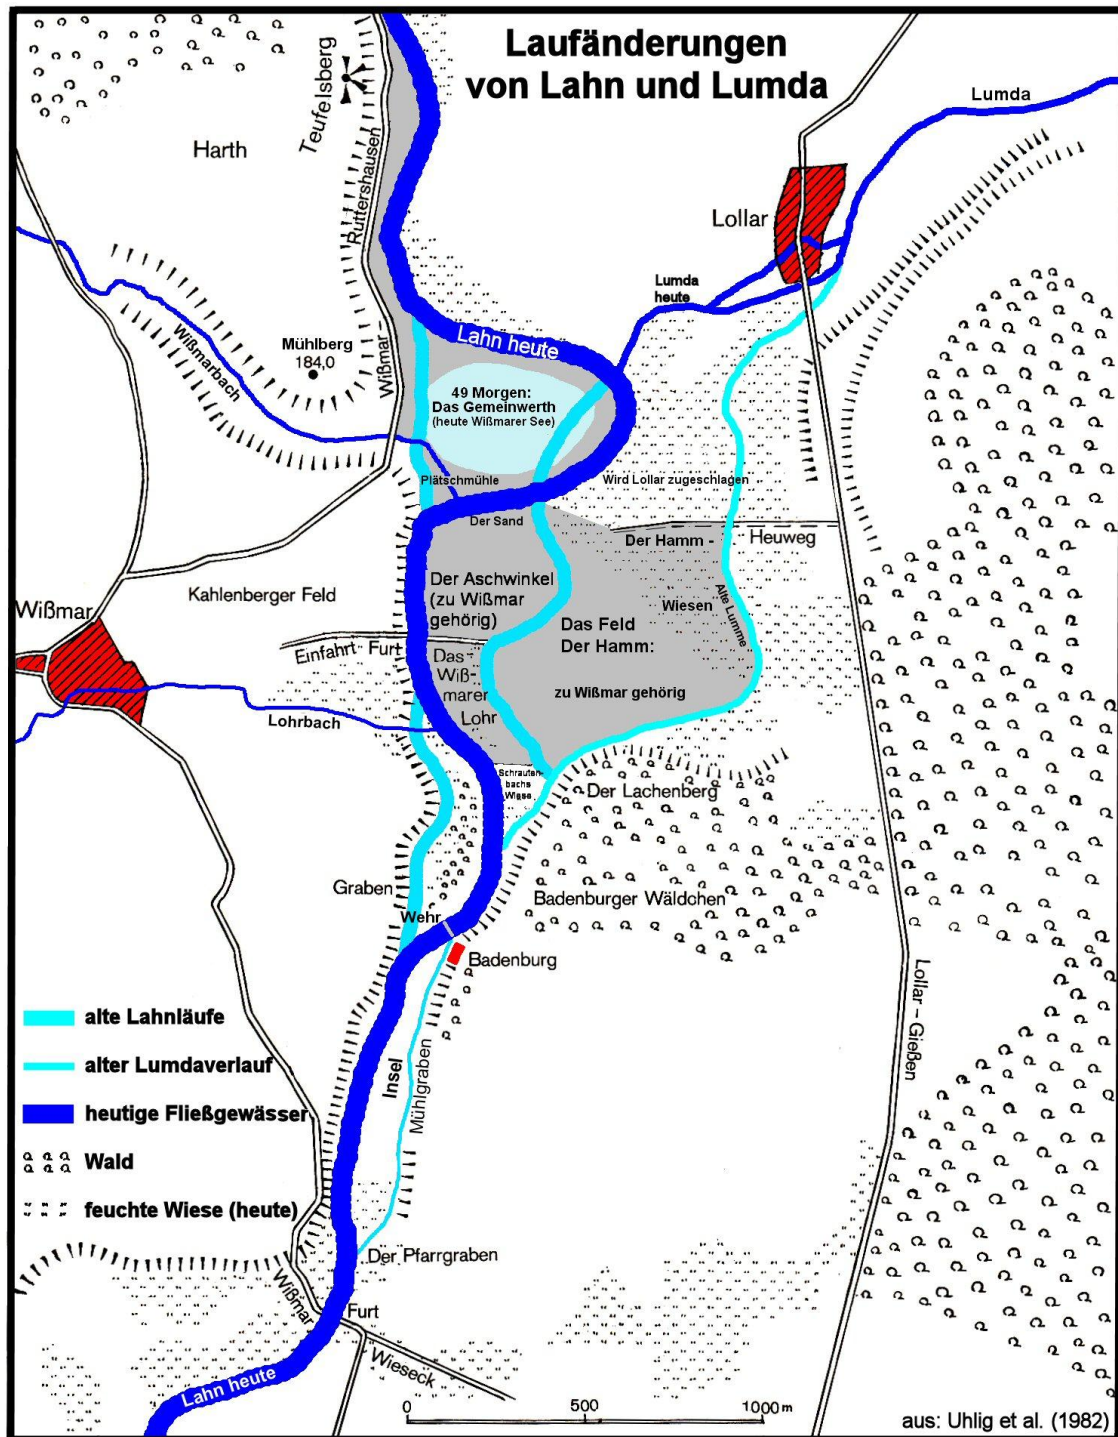 Laufänderungen
von Lahn und Lumda
Teufelsberg
Harth
Ruttershausen
Lumda
Lollar
Lumda
heute
Wißmarbach
Mühlberg
184,0
Wißmar-
Lahn heute
49 Morgen:
Das Gemeinwerth
(heute Wißmarer See)
Plätschmühle
Wird Lollar zugeschlagen
Der Sand
Der Hamm -
Heuweg
Der Aschwinkel
(zu Wißmar
gehörig)
Kahlenberger Feld
Wißmar
Wiesen
Alte Lumme
Das Feld
Der Hamm:
Einfahrt Furt
Das
Wiß-
marer
Lohr
zu Wißmar gehörig
Lohrbach
Schrauten-
bachs
Wiese
Der Lachenberg
Graben
Badenburger Wäldchen
Wehr
Badenburg
Lollar - Gießen
alte Lahnläufe
alter Lumdaverlauf
Insel
Mühlgraben
heutige Fließgewässer
Wald
feuchte Wiese (heute)
Der Pfarrgraben
Wißmar
Furt
- Wieseck
Lahn heute
0 500 1000 m
aus: Uhlig et al. (1982)